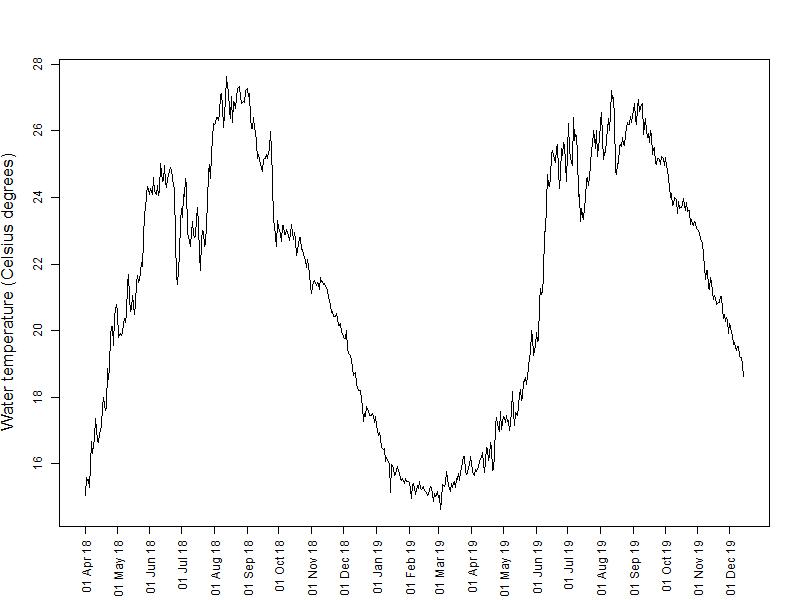 Water temperature (Celsius degrees)
28
26
24
22
20
18
16
01 Apr 18
01 May 18
01 Jun 18
01 Jul 18
01 Aug 18
01 Sep 18
01 Oct 18
01 Nov 18
01 Dec 18
01 Jan 19
01 Feb 19
01 Mar 19
01 Apr 19
01 May 19
01 Jun 19
01 Jul 19
01 Aug 19
01 Sep 19
01 Oct 19
01 Nov 19
01 Dec 19